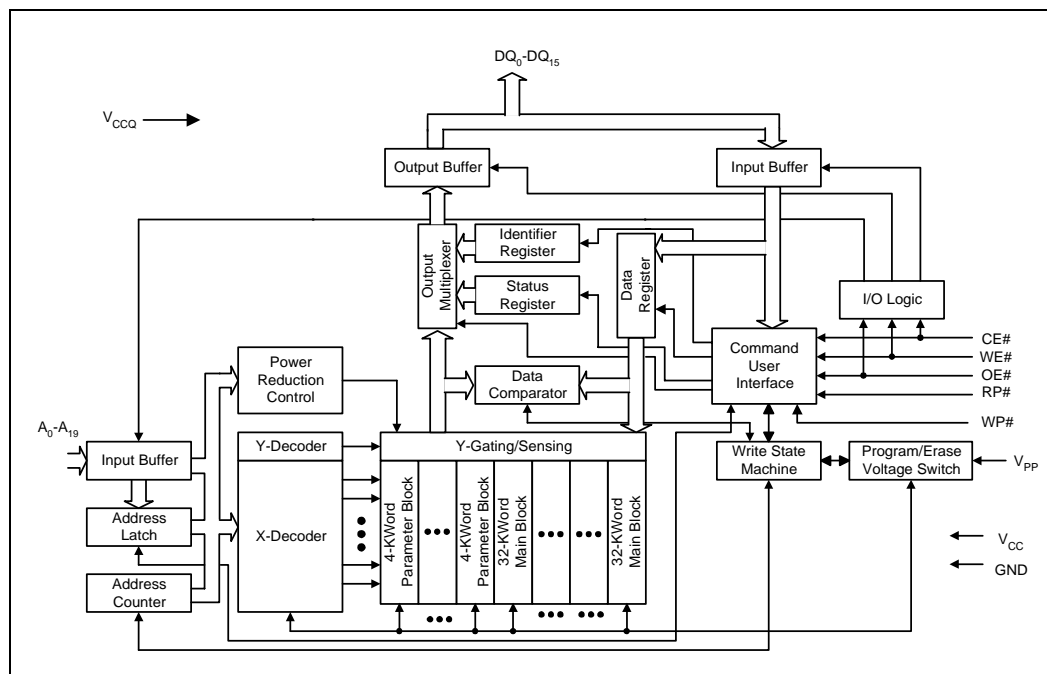 DQ0-DQ15
VCCQ
Output Buffer
Input Buffer
Output
Multiplexer
Identifier
Register
Status
Register
Data
Register
I/O Logic
Command
User
Interface
CE#
WE#
OE#
RP#
WP#
Power
Reduction
Control
Data
Comparator
A0-A19
Input Buffer
Y-Decoder
Y-Gating/Sensing
Write State
Machine
Program/Erase
Voltage Switch
VPP
Address
Latch
X-Decoder
4-KWord
Parameter Block
4-KWord
Parameter Block
32-KWord
Main Block
32-KWord
Main Block
VCC
GND
Address
Counter